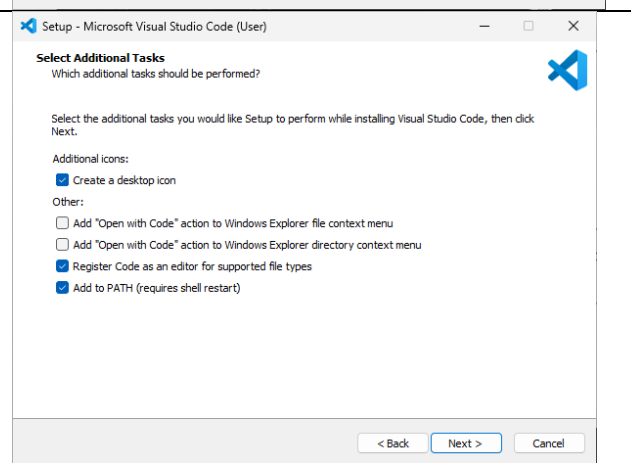 Setup - Microsoft Visual Studio Code (User)
Select Additional Tasks
Which additional tasks should be performed?
Select the additional tasks you would like Setup to perform while installing Visual Studio Code, then click
Next.
Additional icons:
Create a desktop icon
Other:
Add "Open with Code" action to Windows Explorer file context menu
Add "Open with Code" action to Windows Explorer directory context menu
Register Code as an editor for supported file types
Add to PATH (requires shell restart)
< Back Next > Cancel